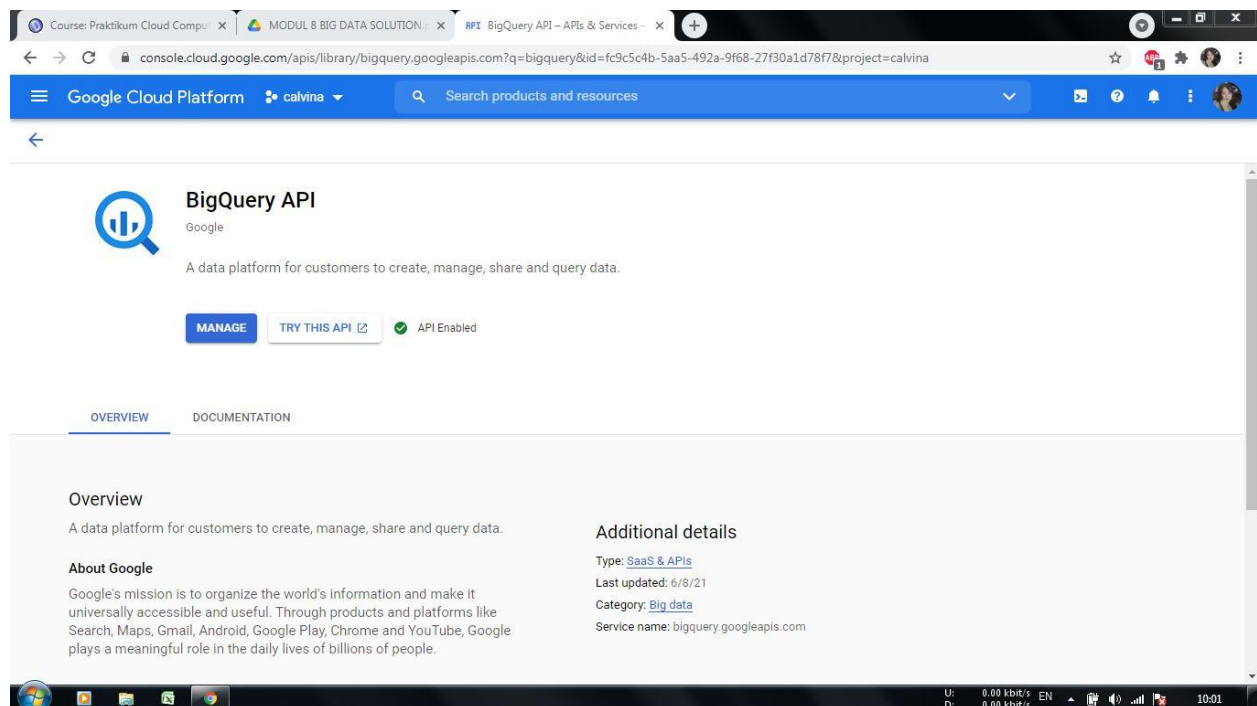 Course: Praktikum Cloud Compu
MODUL 8 BIG DATA SOLUTION.p
API BigQuery API – APIs & Services –
console.cloud.google.com/apis/library/bigquery.googleapis.com?q=bigquery&id=fc9c5c4b-5aa5-492a-9f68-27f30a1d78f7&project=calvina
ABP
1
Google Cloud Platform
calvina
Search products and resources
BigQuery API
Google
A data platform for customers to create, manage, share and query data.
MANAGE
TRY THIS API
API Enabled
OVERVIEW
DOCUMENTATION
Overview
A data platform for customers to create, manage, share and query data.
About Google
Google's mission is to organize the world's information and make it
universally accessible and useful. Through products and platforms like
Search, Maps, Gmail, Android, Google Play, Chrome and YouTube, Google
plays a meaningful role in the daily lives of billions of people.
Additional details
Type: SaaS & APIs
Last updated: 6/8/21
Category: Big data
Service name: bigquery.googleapis.com
U: 0.00 kbit/s
D: 0.00 kbit/s
EN
10:01